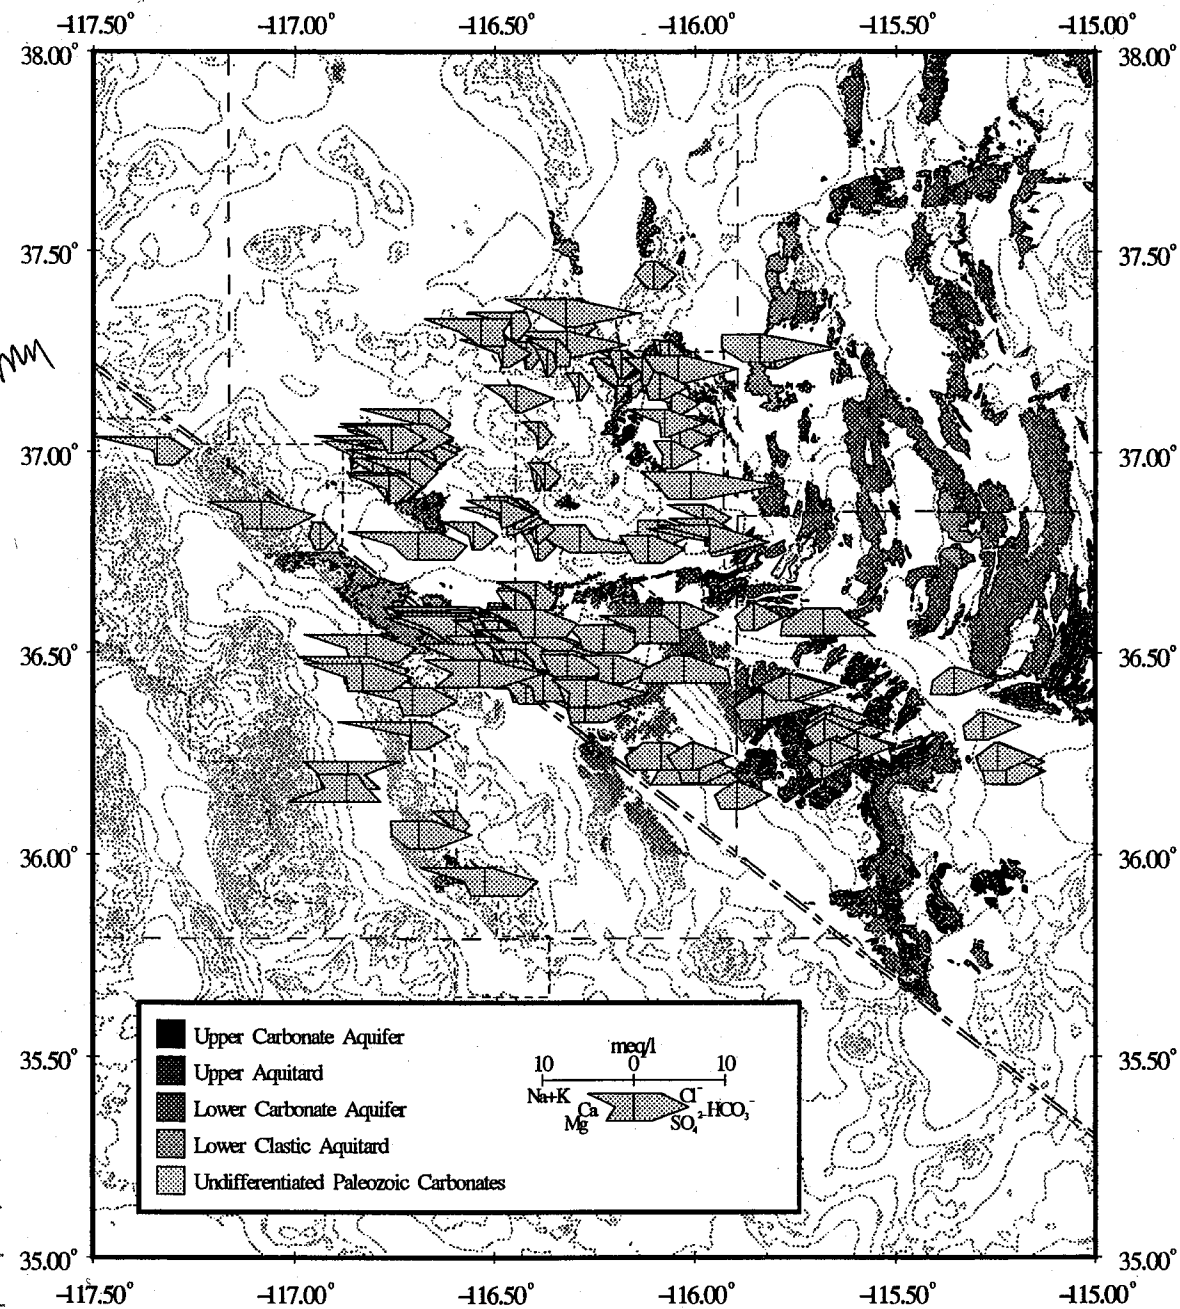 −117.50° −117.00° −116.50° −116.00° −115.50° −115.00°
38.00° 38.00°
37.50° 37.50°
37.00° 37.00°
36.50° 36.50°
36.00° 36.00°
35.50° 35.50°
35.00° 35.00°
Upper Carbonate Aquifer
Upper Aquitard
Lower Carbonate Aquifer
Lower Clastic Aquitard
Undifferentiated Paleozoic Carbonates
meq/l
10 0 10
Na+K Cl⁻
Ca HCO₃⁻
Mg SO₄²⁻
−117.50° −117.00° −116.50° −116.00° −115.50° −115.00°